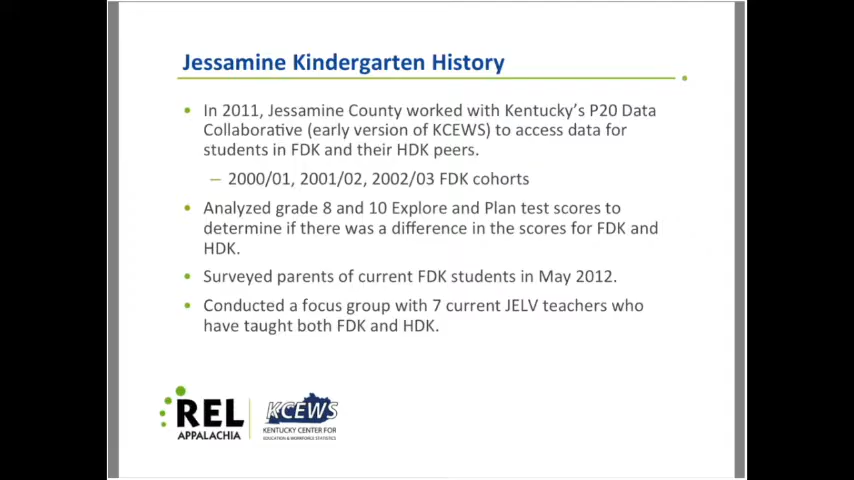 Jessamine Kindergarten History
• In 2011, Jessamine County worked with Kentucky's P20 Data
Collaborative (early version of KCEWS) to access data for
students in FDK and their HDK peers.
– 2000/01, 2001/02, 2002/03 FDK cohorts
• Analyzed grade 8 and 10 Explore and Plan test scores to
determine if there was a difference in the scores for FDK and
HDK.
• Surveyed parents of current FDK students in May 2012.
• Conducted a focus group with 7 current JELV teachers who
have taught both FDK and HDK.
REL
APPALACHIA
KCEWS
KENTUCKY CENTER FOR
EDUCATION & WORKFORCE STATISTICS